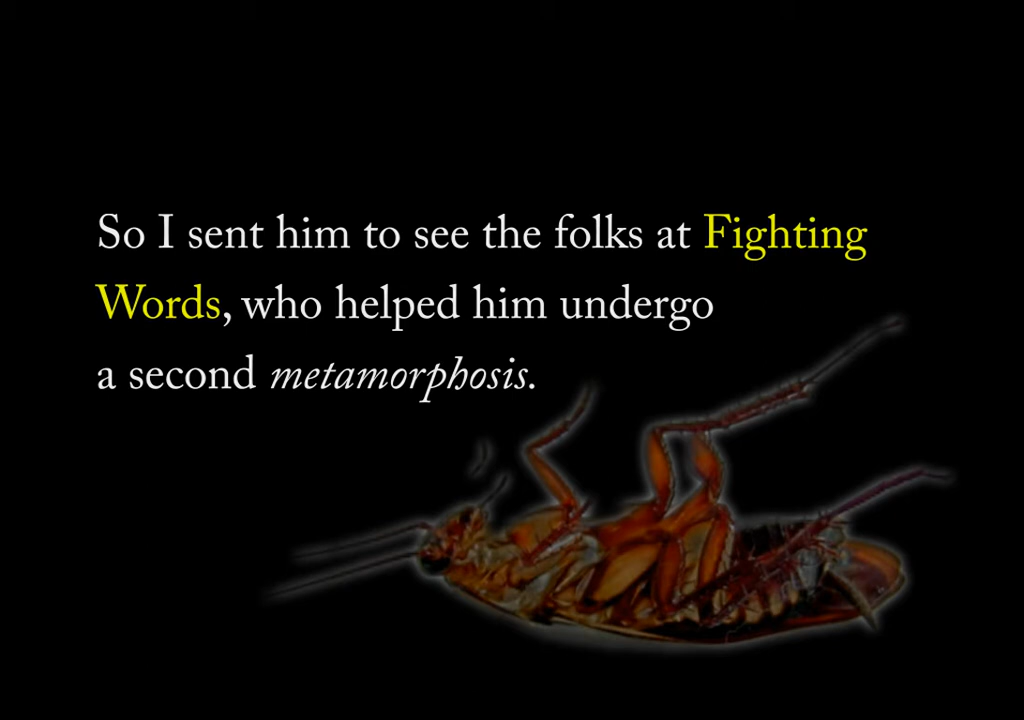 So I sent him to see the folks at Fighting
Words, who helped him undergo
a second metamorphosis.